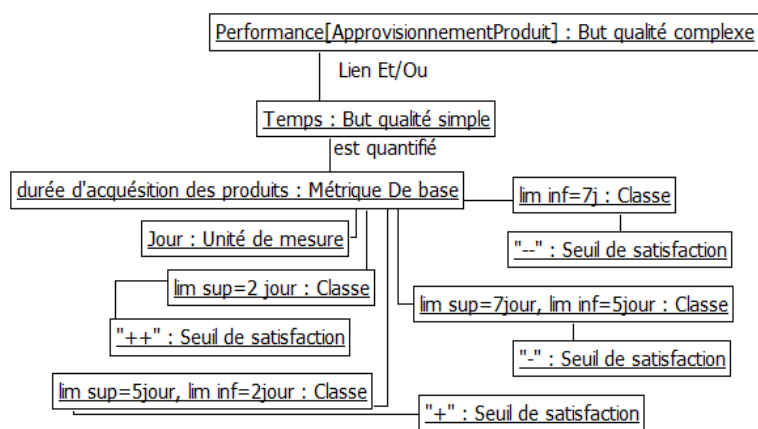 Performance[ApprovisionnementProduit] : But qualité complexe
Lien Et/Ou
Temps : But qualité simple
est quantifié
durée d'acquésition des produits : Métrique De base
lim inf=7j : Classe
Jour : Unité de mesure
"--" : Seuil de satisfaction
lim sup=2 jour : Classe
lim sup=7jour, lim inf=5jour : Classe
"++" : Seuil de satisfaction
"-" : Seuil de satisfaction
lim sup=5jour, lim inf=2jour : Classe
"+" : Seuil de satisfaction